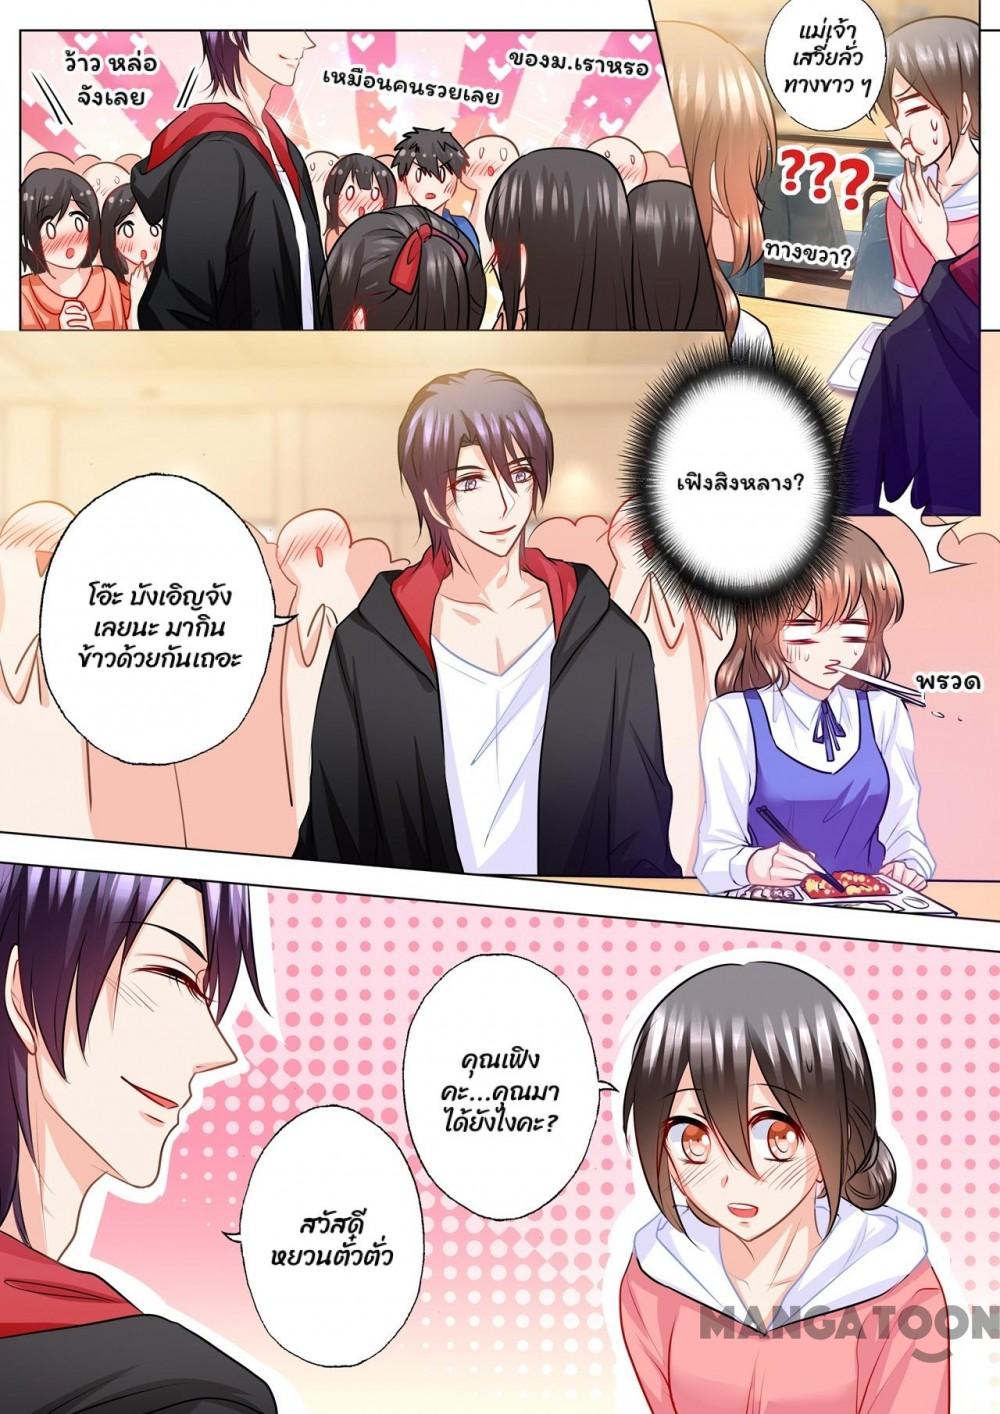 ว้าว หล่อ
จังเลย
เหมือนคนรวยเลย
ของม.เราหรอ
แม่เจ้า
เสวี่ยลั่ว
ทางขาว ๆ
???
ทางขวา?
เฟิงสิงหลาง?
โอ๊ะ บังเอิญจัง
เลยนะ มากิน
ข้าวด้วยกันเถอะ
พรวด
คุณเฟิง
คะ...คุณมา
ได้ยังไงคะ?
สวัสดี
หยวนตัวตั่ว
MANGATOON